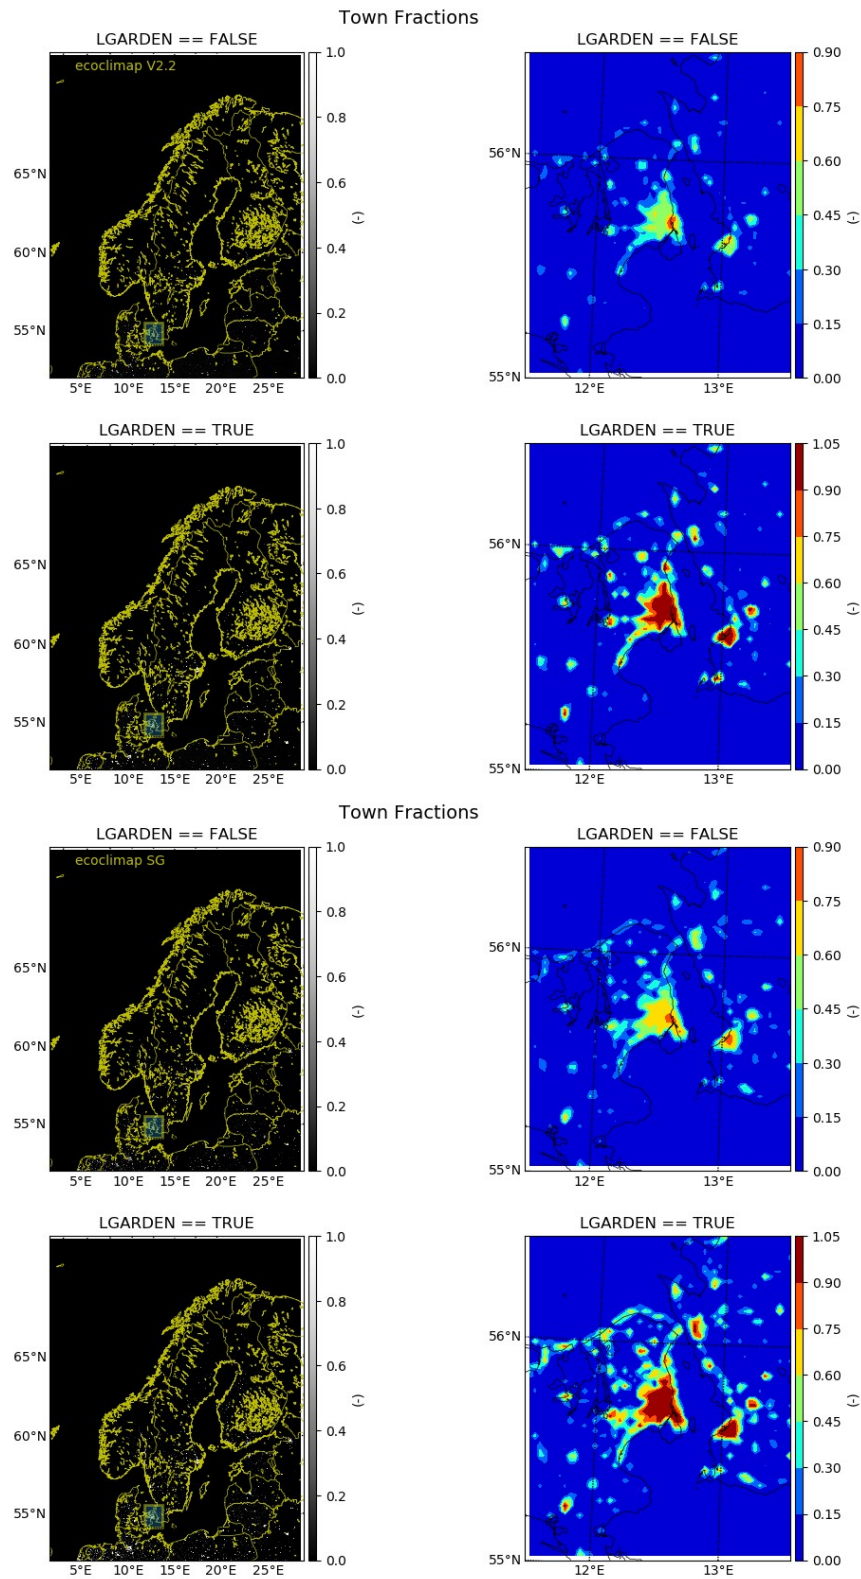 Town Fractions
LGARDEN == FALSE
ecoclimap V2.2
65°N
60°N
55°N
5°E 10°E 15°E 20°E 25°E
1.0
0.8
0.6
0.4
0.2
0.0
(-)
LGARDEN == FALSE
56°N
55°N
12°E 13°E
0.90
0.75
0.60
0.45
0.30
0.15
0.00
(-)
LGARDEN == TRUE
65°N
60°N
55°N
5°E 10°E 15°E 20°E 25°E
1.0
0.8
0.6
0.4
0.2
0.0
(-)
LGARDEN == TRUE
56°N
55°N
12°E 13°E
1.05
0.90
0.75
0.60
0.45
0.30
0.15
0.00
(-)
Town Fractions
LGARDEN == FALSE
ecoclimap SG
65°N
60°N
55°N
5°E 10°E 15°E 20°E 25°E
1.0
0.8
0.6
0.4
0.2
0.0
(-)
LGARDEN == FALSE
56°N
55°N
12°E 13°E
0.90
0.75
0.60
0.45
0.30
0.15
0.00
(-)
LGARDEN == TRUE
65°N
60°N
55°N
5°E 10°E 15°E 20°E 25°E
1.0
0.8
0.6
0.4
0.2
0.0
(-)
LGARDEN == TRUE
56°N
55°N
12°E 13°E
1.05
0.90
0.75
0.60
0.45
0.30
0.15
0.00
(-)